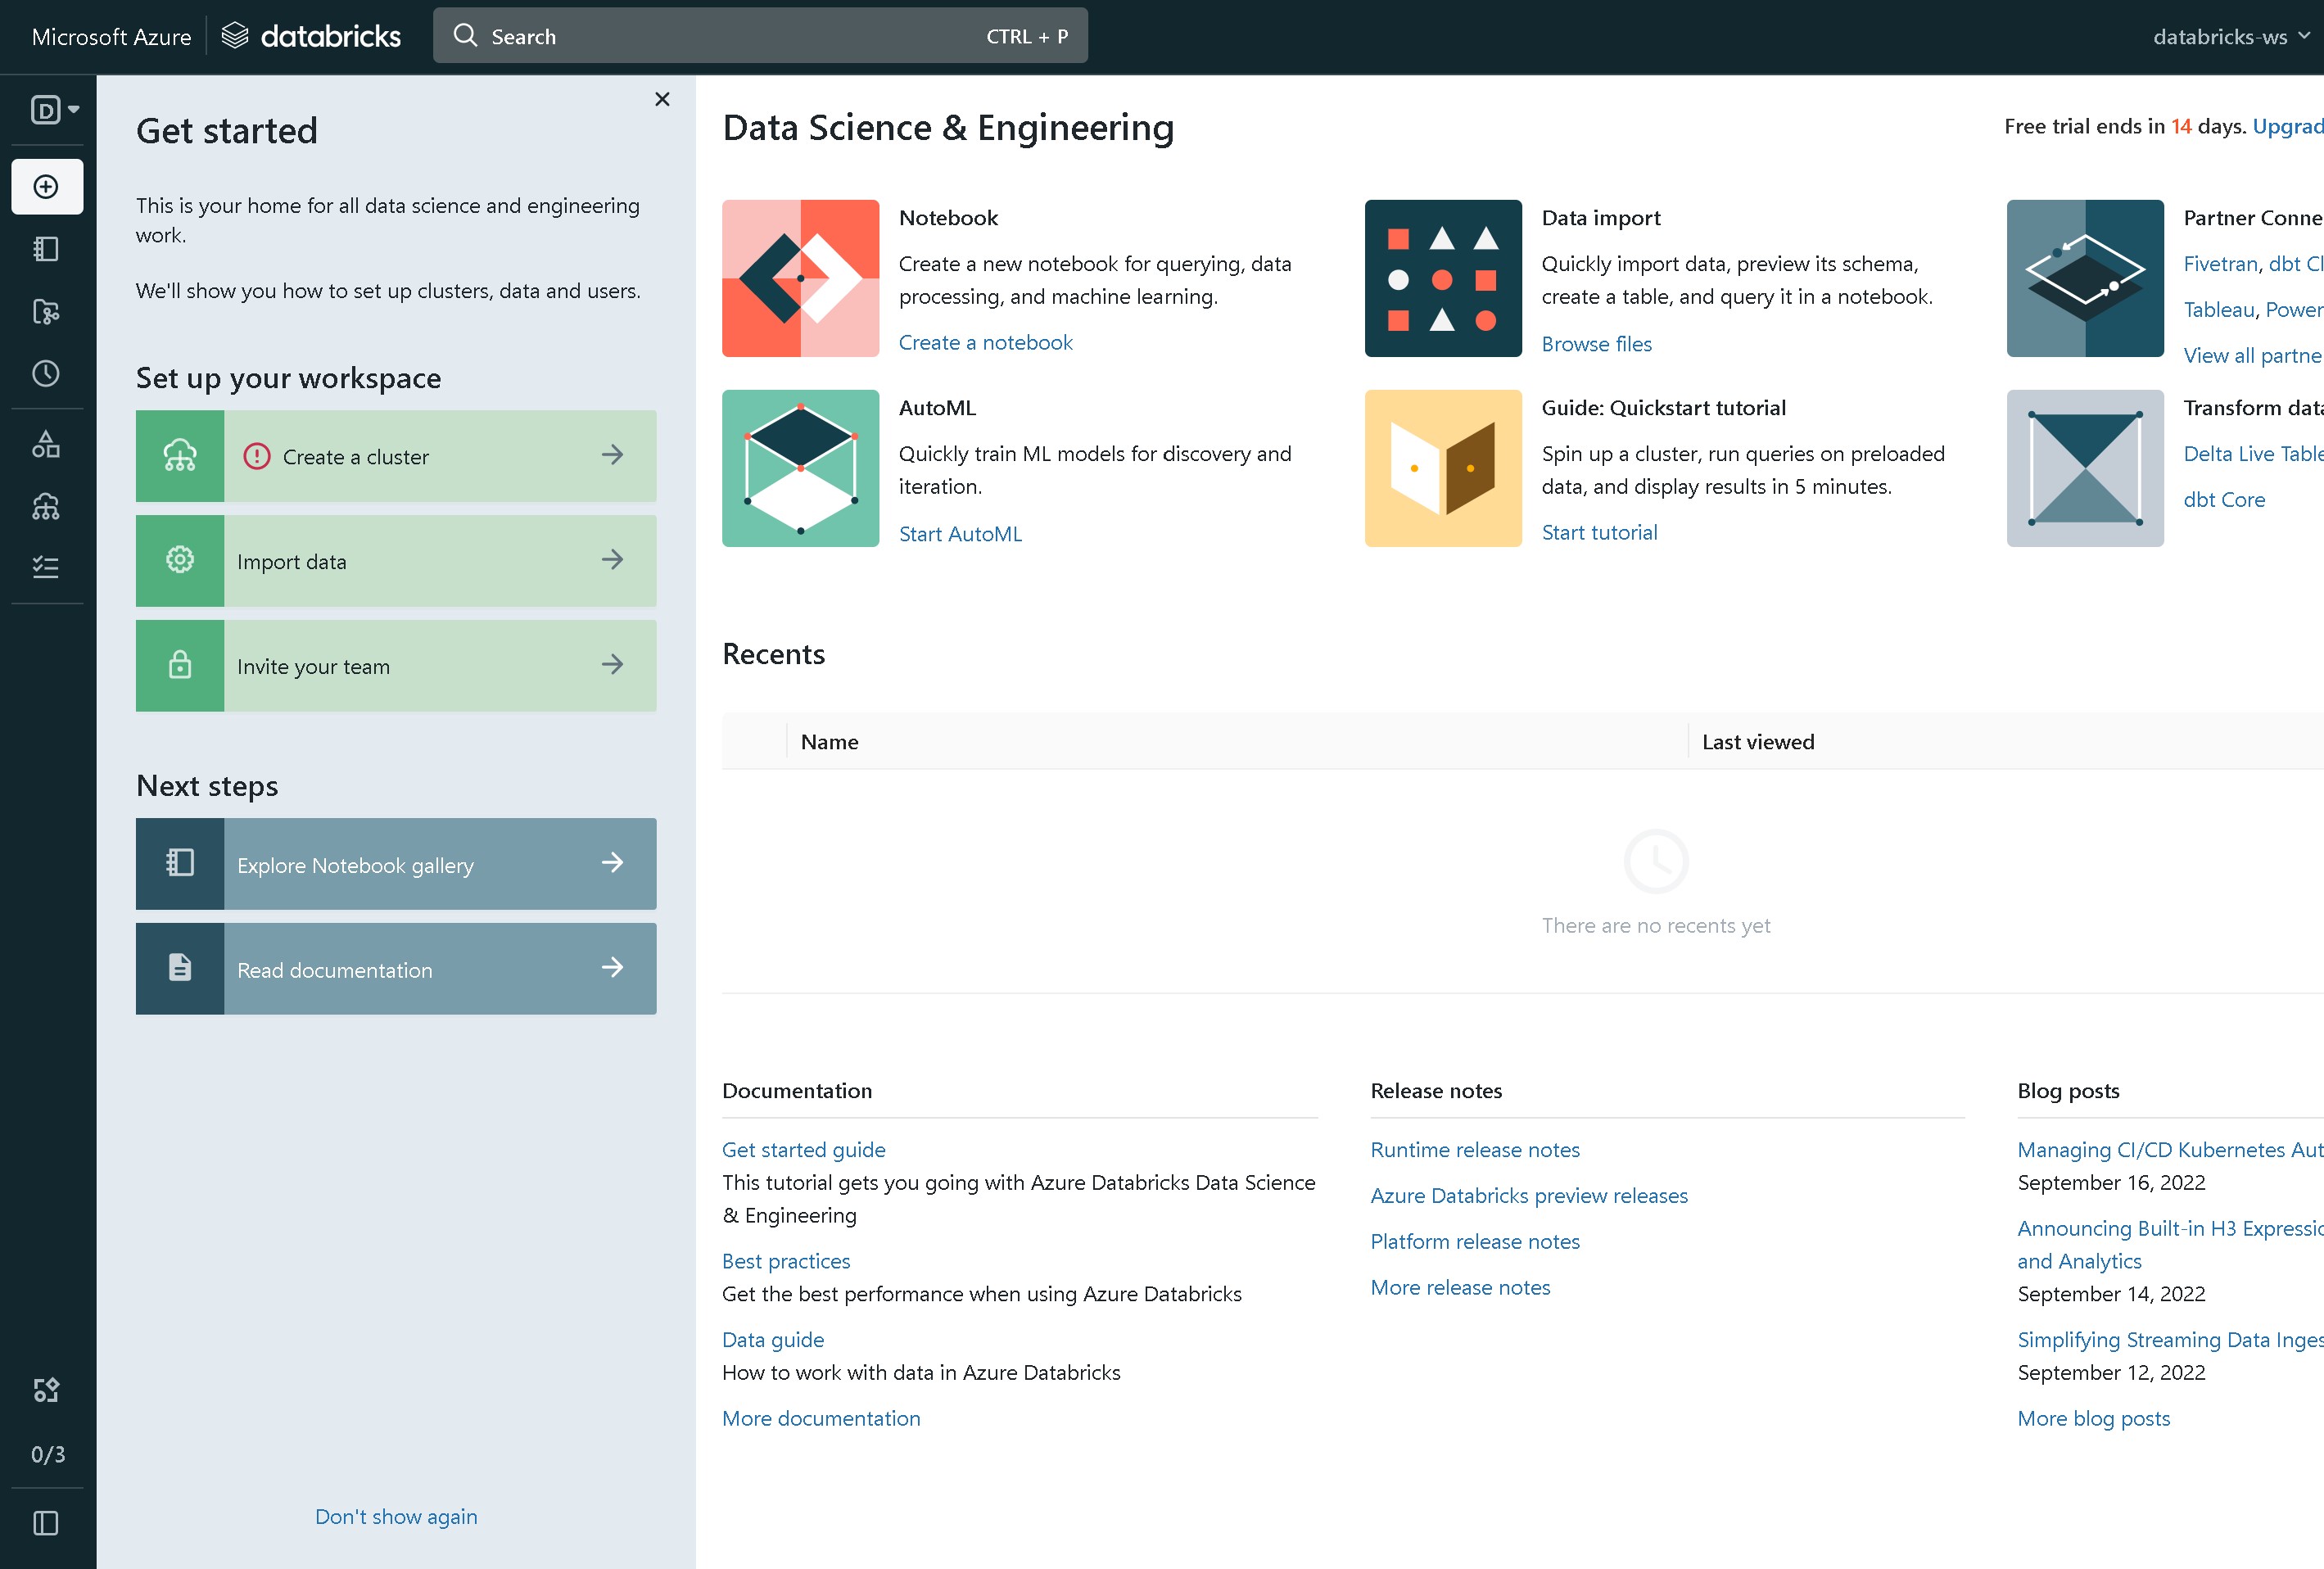 Microsoft Azure
databricks
Search
CTRL + P
databricks-ws
D
Get started
This is your home for all data science and engineering
work.
We'll show you how to set up clusters, data and users.
Set up your workspace
Create a cluster
Import data
Invite your team
Next steps
Explore Notebook gallery
Read documentation
0/3
Don't show again
Data Science & Engineering
Free trial ends in 14 days. Upgrad
Notebook
Create a new notebook for querying, data
processing, and machine learning.
Create a notebook
Data import
Quickly import data, preview its schema,
create a table, and query it in a notebook.
Browse files
Partner Conne
Fivetran, dbt Cl
Tableau, Power
View all partne
AutoML
Quickly train ML models for discovery and
iteration.
Start AutoML
Guide: Quickstart tutorial
Spin up a cluster, run queries on preloaded
data, and display results in 5 minutes.
Start tutorial
Transform data
Delta Live Table
dbt Core
Recents
Name
Last viewed
There are no recents yet
Documentation
Get started guide
This tutorial gets you going with Azure Databricks Data Science
& Engineering
Best practices
Get the best performance when using Azure Databricks
Data guide
How to work with data in Azure Databricks
More documentation
Release notes
Runtime release notes
Azure Databricks preview releases
Platform release notes
More release notes
Blog posts
Managing CI/CD Kubernetes Aut
September 16, 2022
Announcing Built-in H3 Expressio
and Analytics
September 14, 2022
Simplifying Streaming Data Inges
September 12, 2022
More blog posts